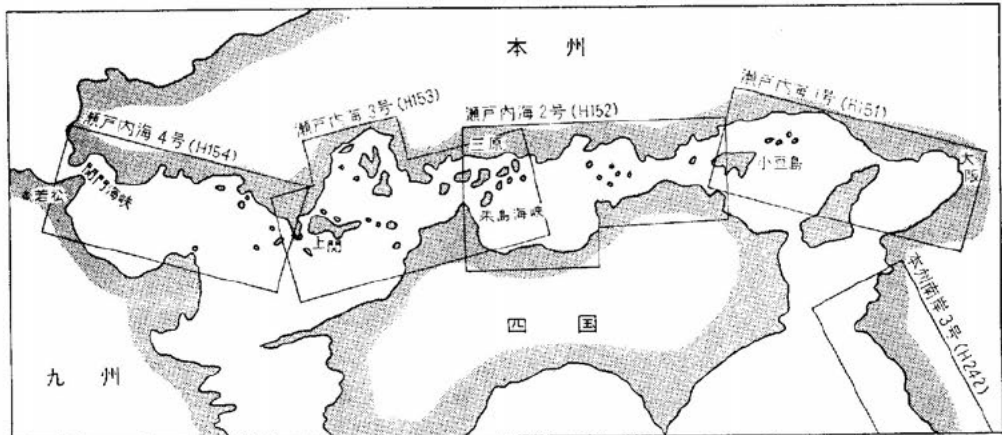 本州
瀬戸内海1号(H151)
瀬戸内海2号(H152)
瀬戸内海3号(H153)
瀬戸内海4号(H154)
三原
小豆島
大阪
関門海峡
若松
来島海峡
上関
四国
本州南岸3号(H242)
九州